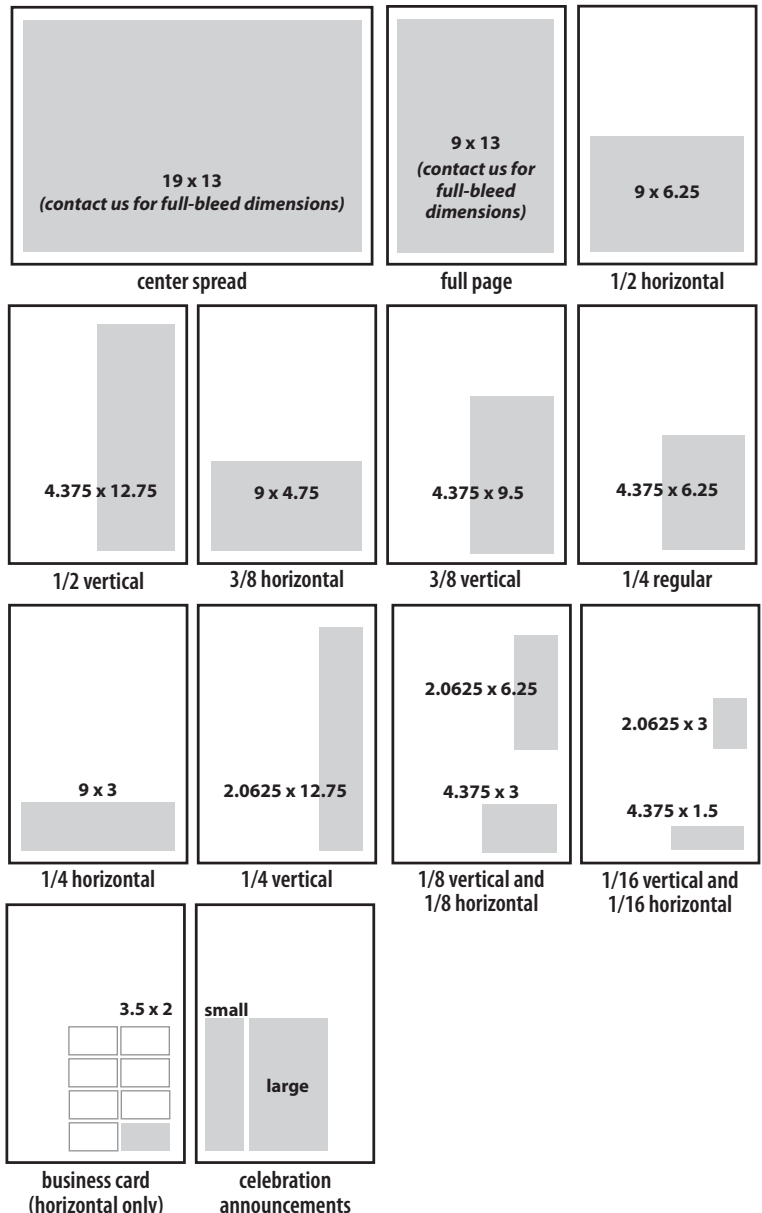 19 x 13
(contact us for full-bleed dimensions)
center spread
9 x 13
(contact us for
full-bleed
dimensions)
full page
9 x 6.25
1/2 horizontal
4.375 x 12.75
1/2 vertical
9 x 4.75
3/8 horizontal
4.375 x 9.5
3/8 vertical
4.375 x 6.25
1/4 regular
9 x 3
1/4 horizontal
2.0625 x 12.75
1/4 vertical
2.0625 x 6.25
4.375 x 3
1/8 vertical and
1/8 horizontal
2.0625 x 3
4.375 x 1.5
1/16 vertical and
1/16 horizontal
3.5 x 2
business card
(horizontal only)
small
large
celebration
announcements